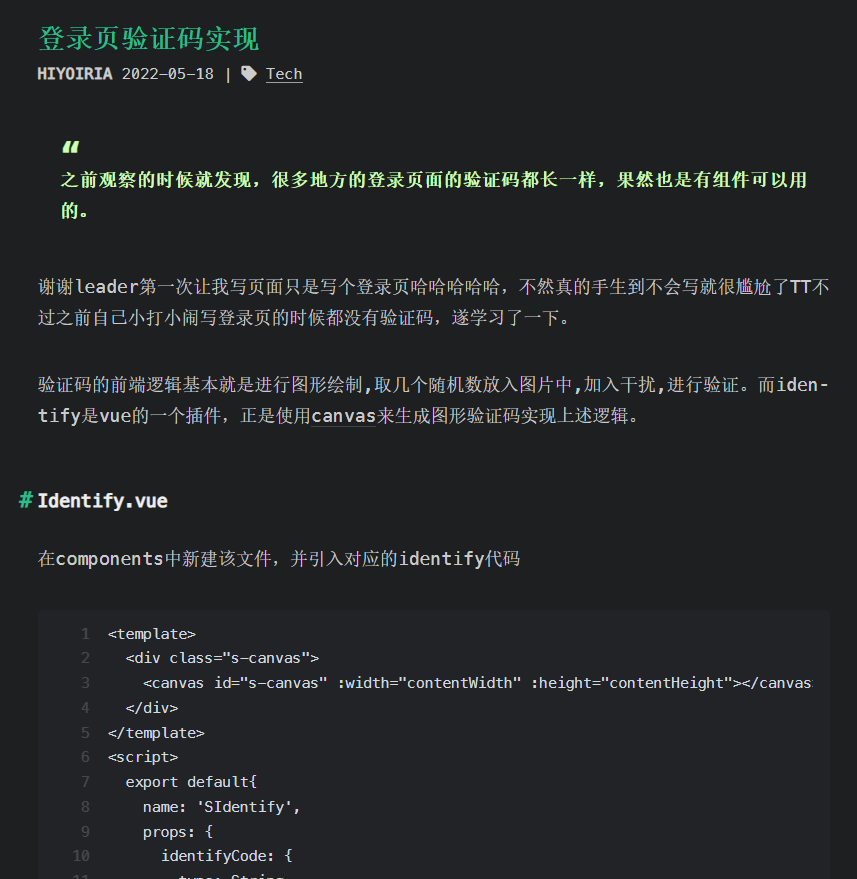 登录页验证码实现
HIYOIRIA 2022-05-18 | Tech
“
之前观察的时候就发现，很多地方的登录页面的验证码都长一样，果然也是有组件可以用
的。
谢谢leader第一次让我写页面只是写个登录页哈哈哈哈哈，不然真的手生到不会写就很尴尬了TT不
过之前自己小打小闹写登录页的时候都没有验证码，遂学习了一下。
验证码的前端逻辑基本就是进行图形绘制,取几个随机数放入图片中,加入干扰,进行验证。而iden-
tify是vue的一个插件，正是使用canvas来生成图形验证码实现上述逻辑。
# Identify.vue
在components中新建该文件，并引入对应的identify代码
1 <template>
2 <div class="s-canvas">
3 <canvas id="s-canvas" :width="contentWidth" :height="contentHeight"></canvas
4 </div>
5 </template>
6 <script>
7 export default{
8 name: 'SIdentify',
9 props: {
10 identifyCode: {
11 type: String